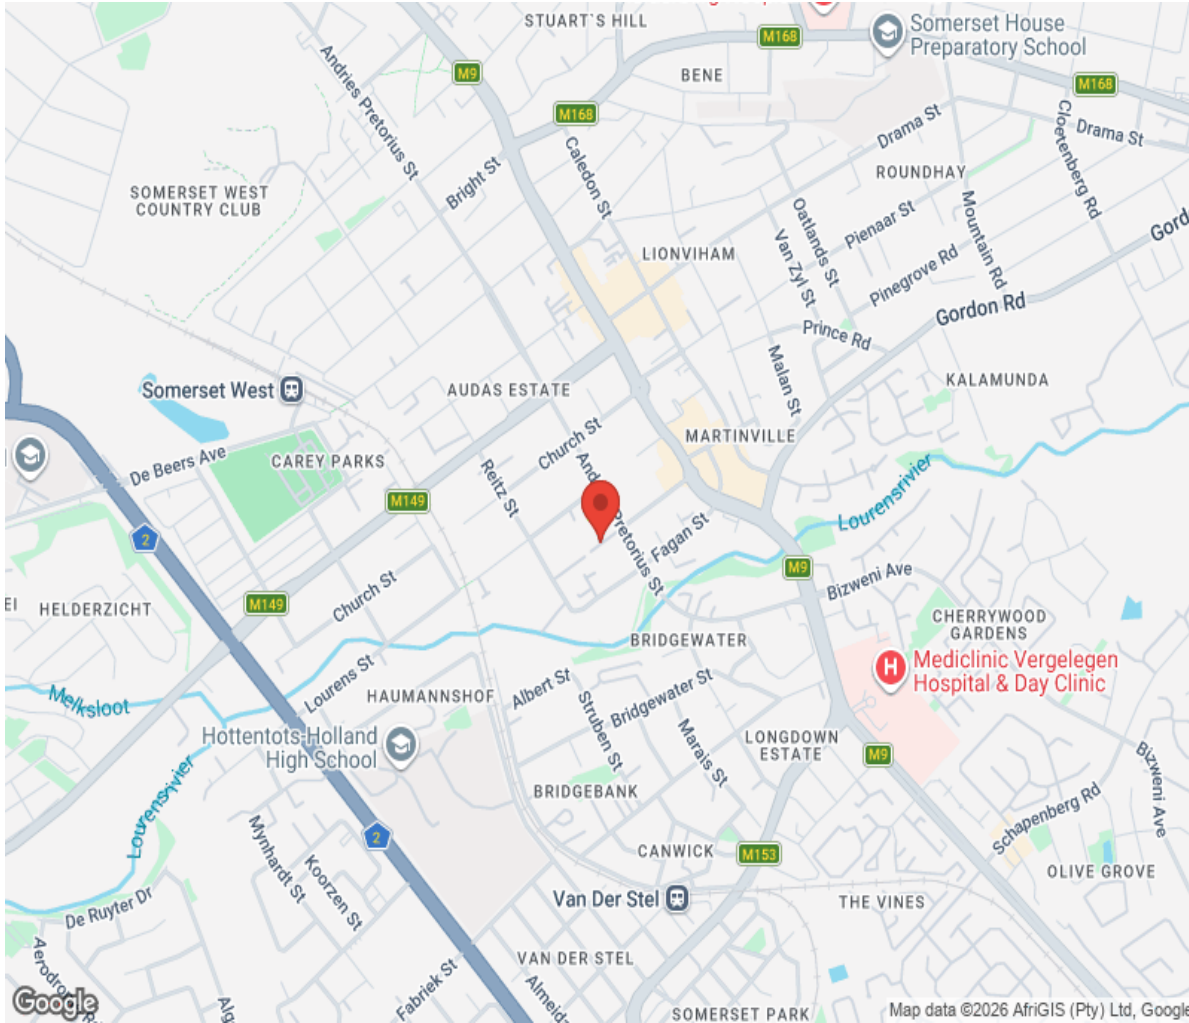 STUART`S HILL
M168
Somerset House
Preparatory School
M9
BENE
M168
M168
Andries Pretorius St
Cloetenberg Rd
Drama St
Drama St
Caledon St
ROUNDHAY
Bright St
SOMERSET WEST
COUNTRY CLUB
Oatlands St
Mountain Rd
Pienaar St
Van Zyl St
LIONVIHAM
Pinegrove Rd
Gordon Rd
Prince Rd
Malan St
KALAMUNDA
Somerset West
AUDAS ESTATE
MARTINVILLE
Church St
De Beers Ave
CAREY PARKS
Reitz St
M149
Lourensrivier
Pretorius St
Fagan St
2
M9
Bizweni Ave
Church St
M149
HELDERZICHT
CHERRYWOOD
GARDENS
BRIDGEWATER
H
Mediclinic Vergelegen
Hospital & Day Clinic
Lourens St
HAUMANNSHOF
Albert St
Bridgewater St
Melksloot
Struben St
Marais St
Hottentots-Holland
High School
LONGDOWN
ESTATE
M9
Bizweni Ave
BRIDGEBANK
Schapenberg Rd
Lourensrivier
2
Mynhardt St
Koorzen St
CANWICK
M153
OLIVE GROVE
Van Der Stel
THE VINES
De Ruyter Dr
VAN DER STEL
Fabriek St
SOMERSET PARK
Google
Map data ©2026 AfriGIS (Pty) Ltd, Google